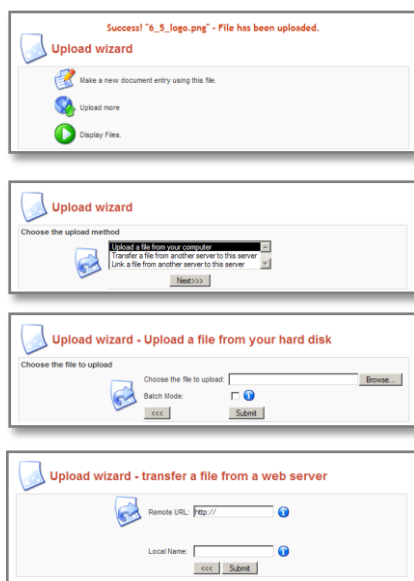 Success! "6_5_logo.png" - File has been uploaded.
Upload wizard
Make a new document entry using this file.
Upload more
Display Files.
Upload wizard
Choose the upload method
Upload a file from your computer
Transfer a file from another server to this server
Link a file from another server to this server
Next>>>
Upload wizard - Upload a file from your hard disk
Choose the file to upload
Choose the file to upload: Browse...
Batch Mode:
<<< Submit
Upload wizard - transfer a file from a web server
Remote URL: http://
Local Name:
<<< Submit